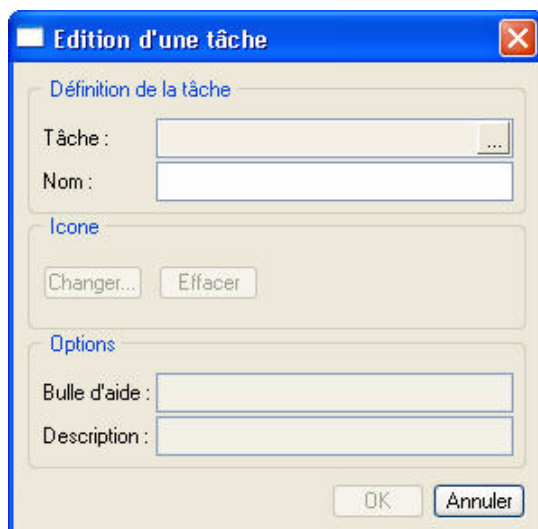 Edition d'une tâche
Définition de la tâche
Tâche :
...
Nom :
Icone
Changer... Effacer
Options
Bulle d'aide :
Description :
OK Annuler